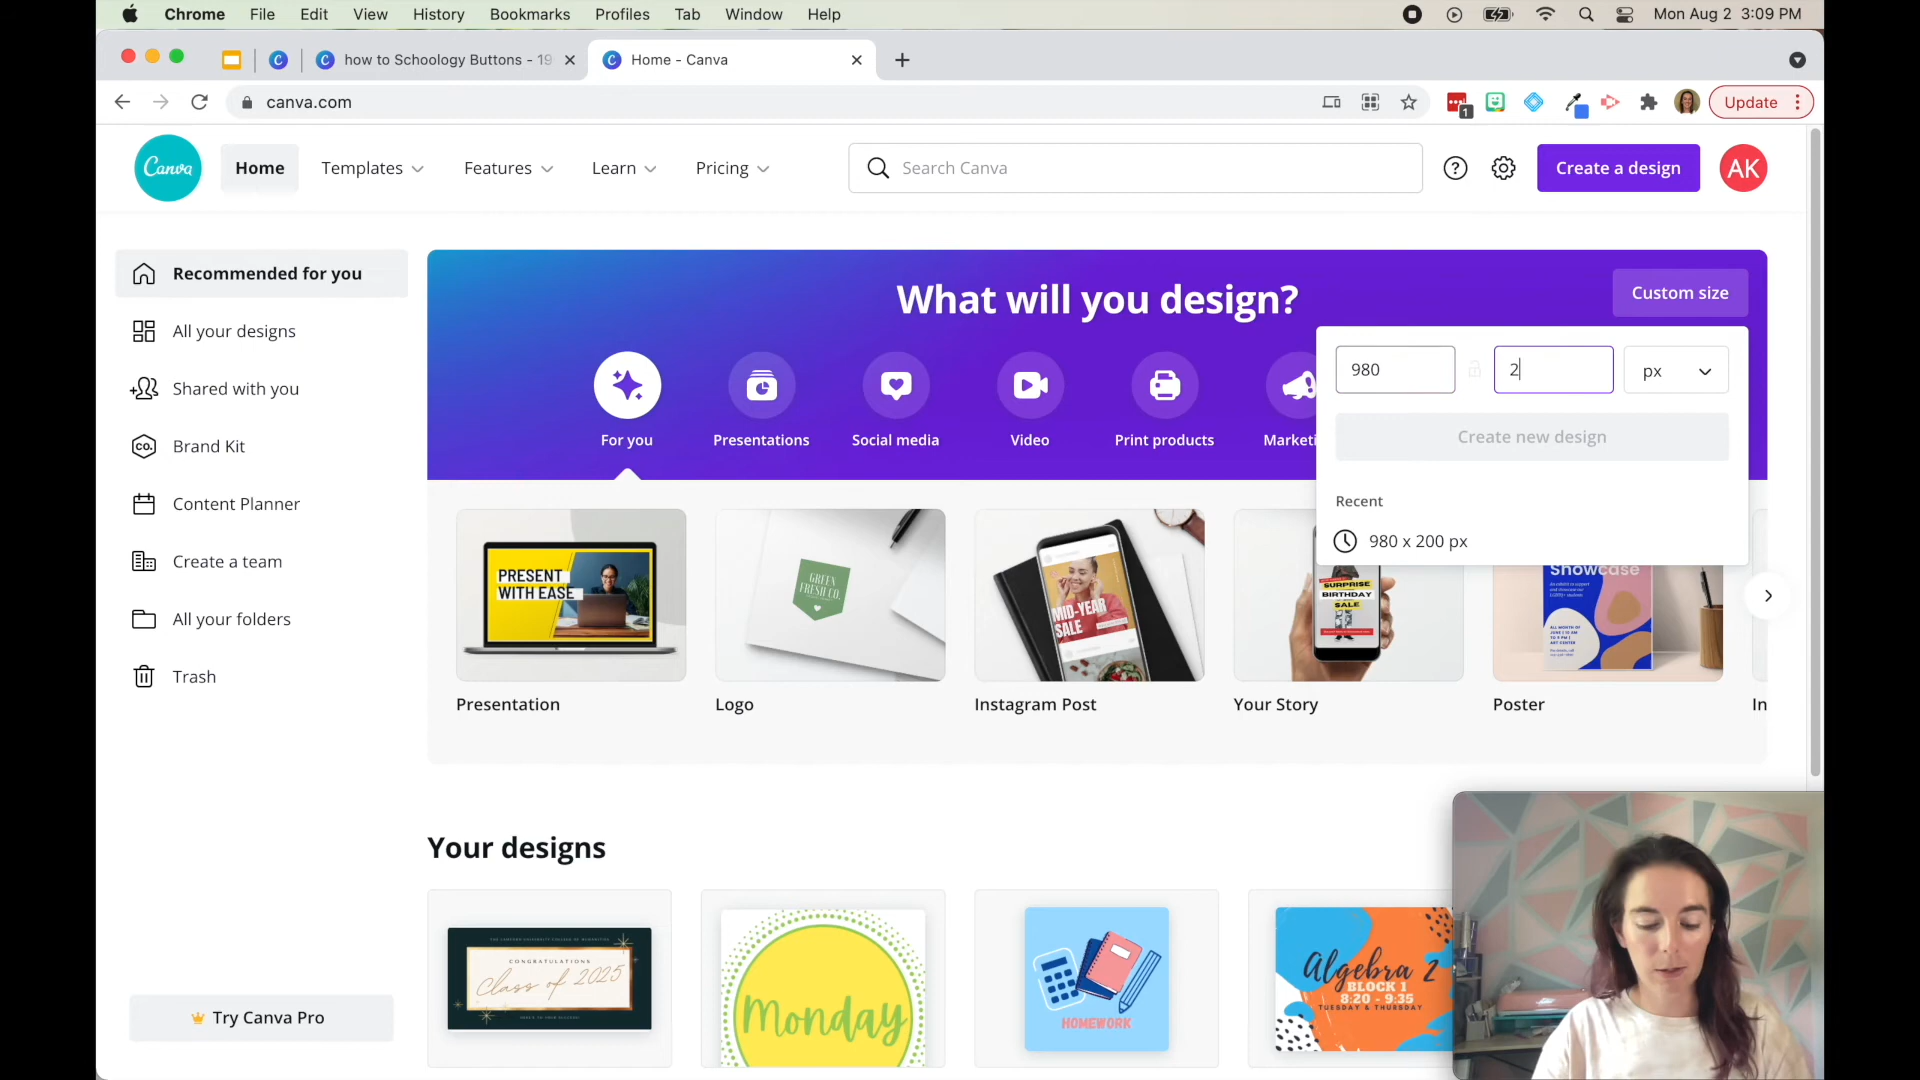 Chrome File Edit View History Bookmarks Profiles Tab Window Help Mon Aug 2 3:09 PM
how to Schoology Buttons - 19 Home - Canva
canva.com 1 Update
Canva Home Templates Features Learn Pricing Search Canva Create a design AK
Recommended for you
All your designs
Shared with you
Brand Kit
Content Planner
Create a team
All your folders
Trash
Try Canva Pro
What will you design?
Custom size
980 2 px
Create new design
Recent
980 x 200 px
For you Presentations Social media Video Print products Marketi
PRESENT
WITH EASE
GREEN
FRESH CO.
MID-YEAR
SALE
SURPRISE
BIRTHDAY
SALE
Showcase
Presentation Logo Instagram Post Your Story Poster In
Your designs
CONGRATULATIONS
Class of 2025
Monday
HOMEWORK
Algebra 2
BLOCK 1
8:20 - 9:35
TUESDAY & THURSDAY